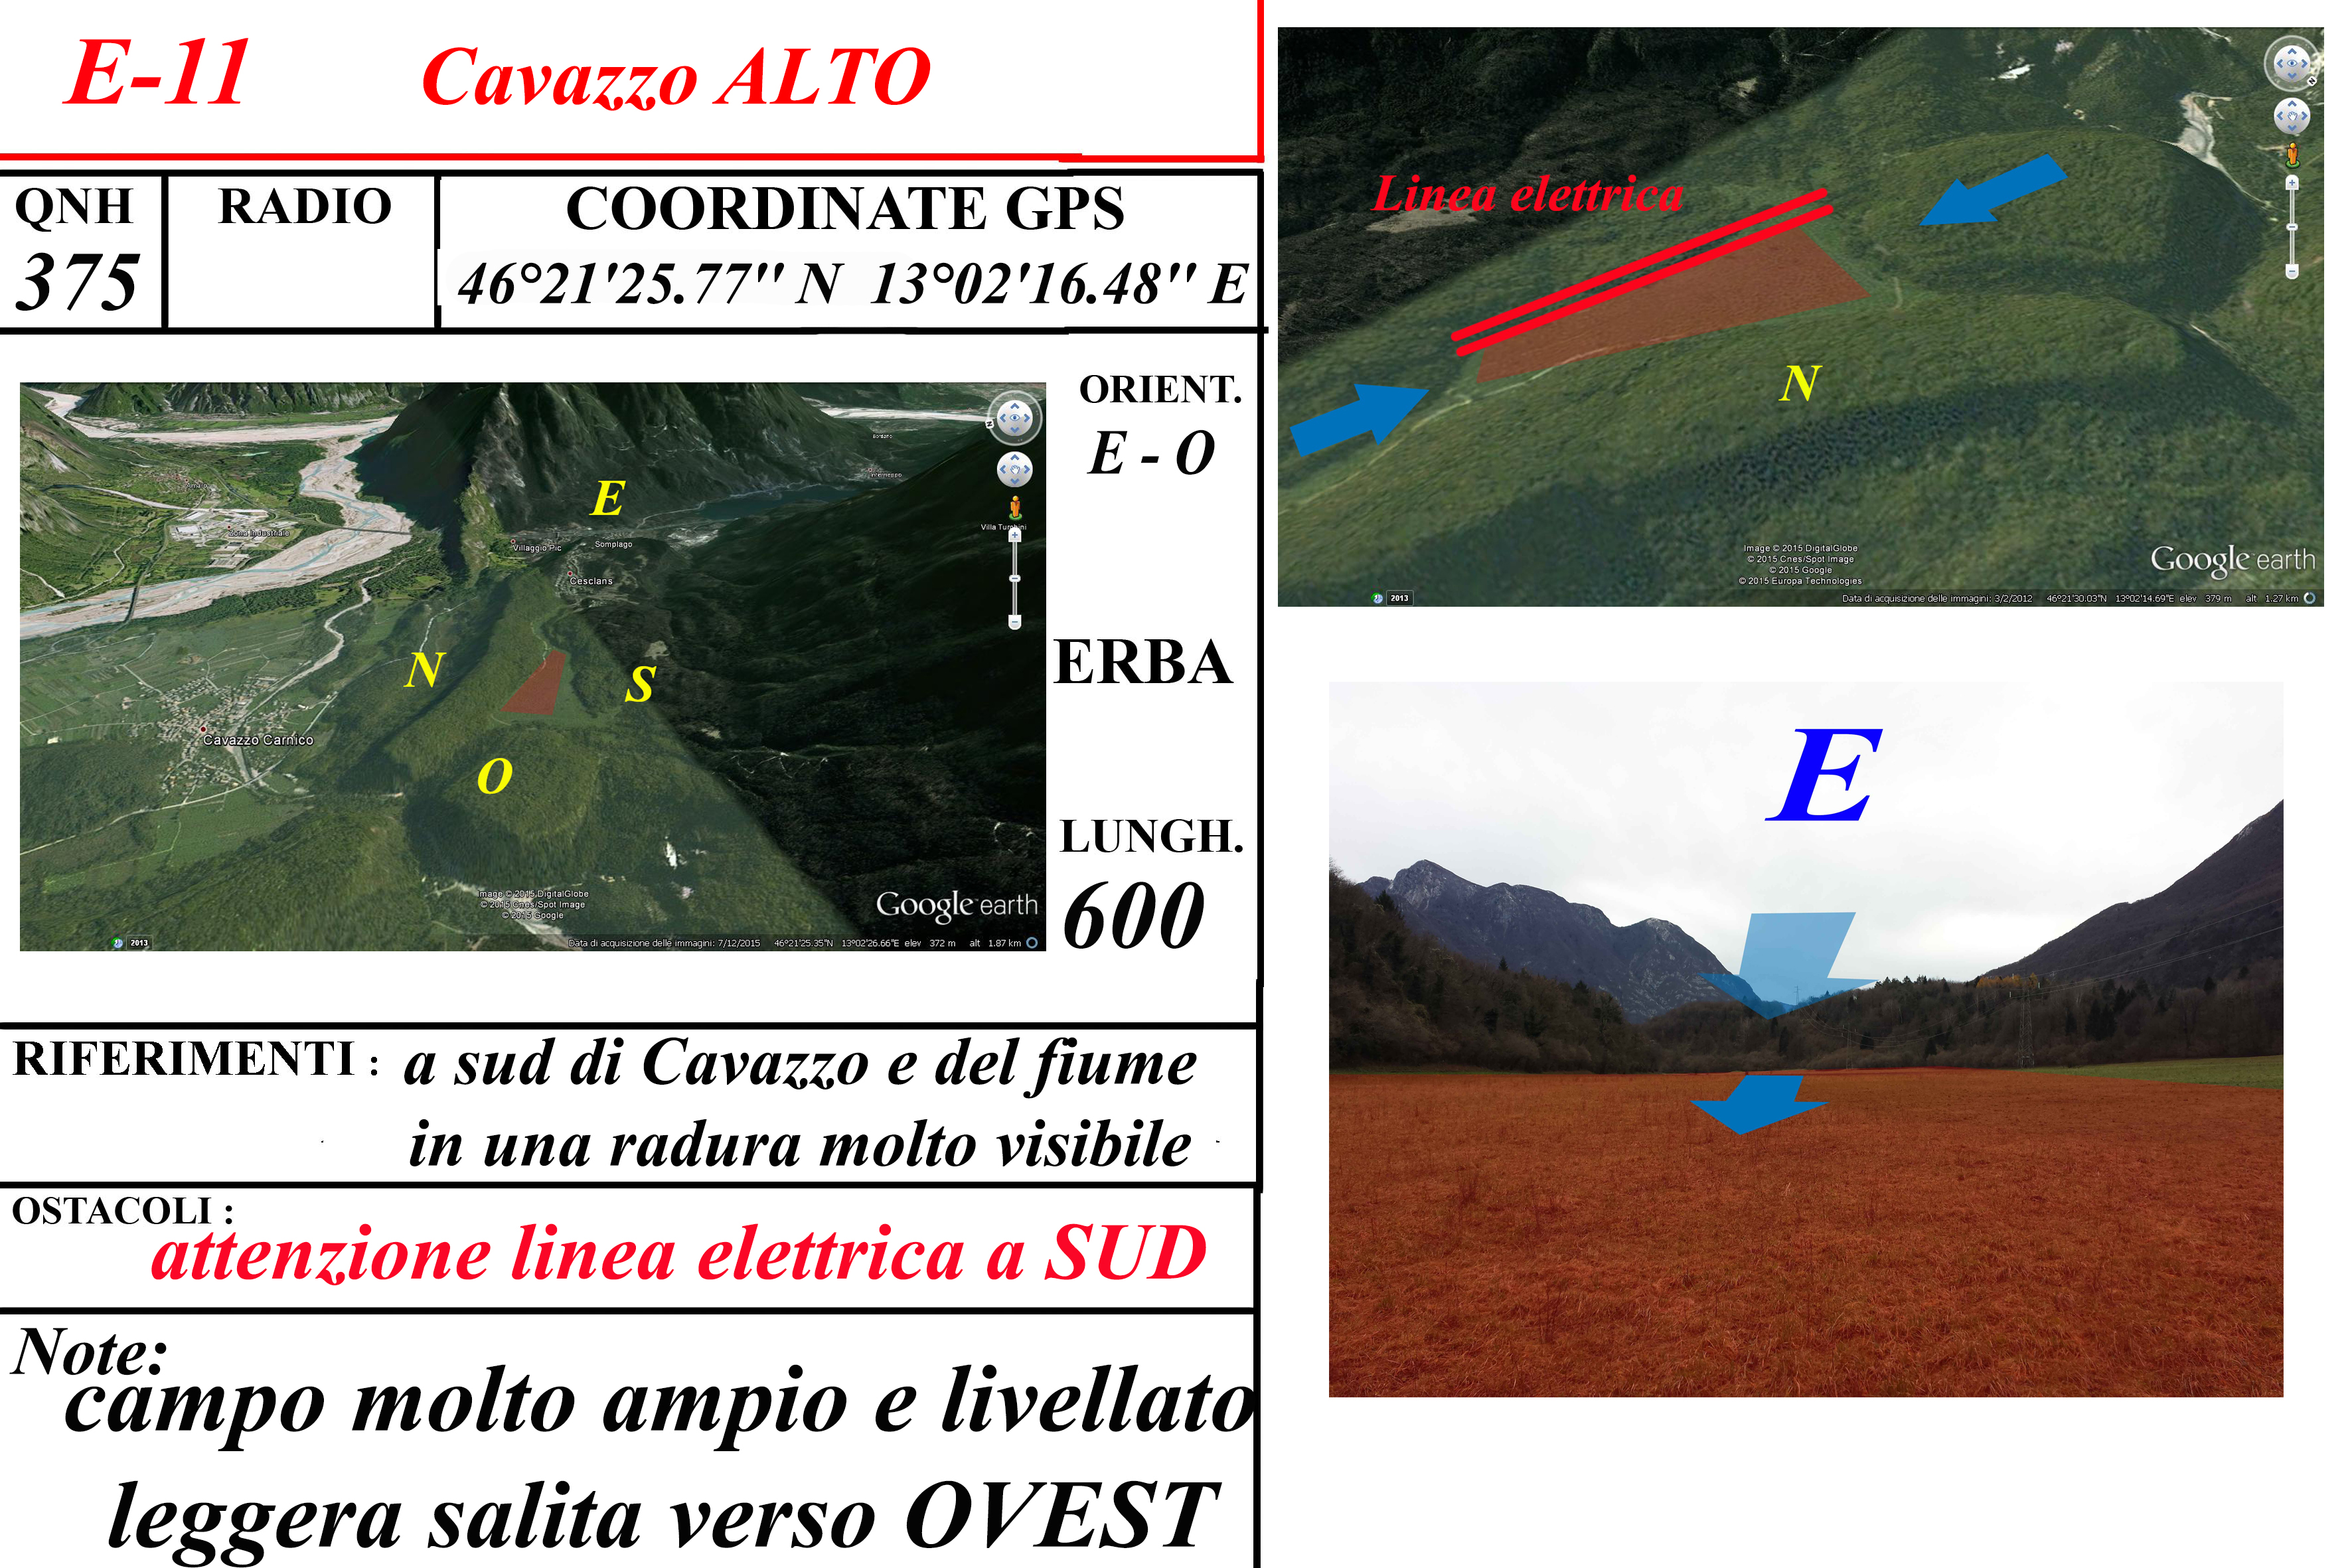 E-11 Cavazzo ALTO
QNH RADIO COORDINATE GPS
375 46°21'25.77" N 13°02'16.48" E
ORIENT.
E - O
ERBA
LUNGH.
600
E
N
S
O
Amaro
Zona Industriale
Villaggio Pic
Somplago
Cesclans
Bordano
Interneppo
Villa Turchini
Cavazzo Carnico
Image © 2015 DigitalGlobe
© 2015 Cnes/Spot Image
© 2015 Google
Google earth
2013
Data di acquisizione delle immagini: 7/12/2015 46°21'25.35"N 13°02'26.66"E elev 372 m alt 1.87 km
RIFERIMENTI : a sud di Cavazzo e del fiume
in una radura molto visibile
OSTACOLI :
attenzione linea elettrica a SUD
Note:
campo molto ampio e livellato
leggera salita verso OVEST
Linea elettrica
N
Image © 2015 DigitalGlobe
© 2015 Cnes/Spot Image
© 2015 Google
© 2015 Europa Technologies
Google earth
2013
Data di acquisizione delle immagini: 3/2/2012 46°21'30.03"N 13°02'14.69"E elev 379 m alt 1.27 km
E